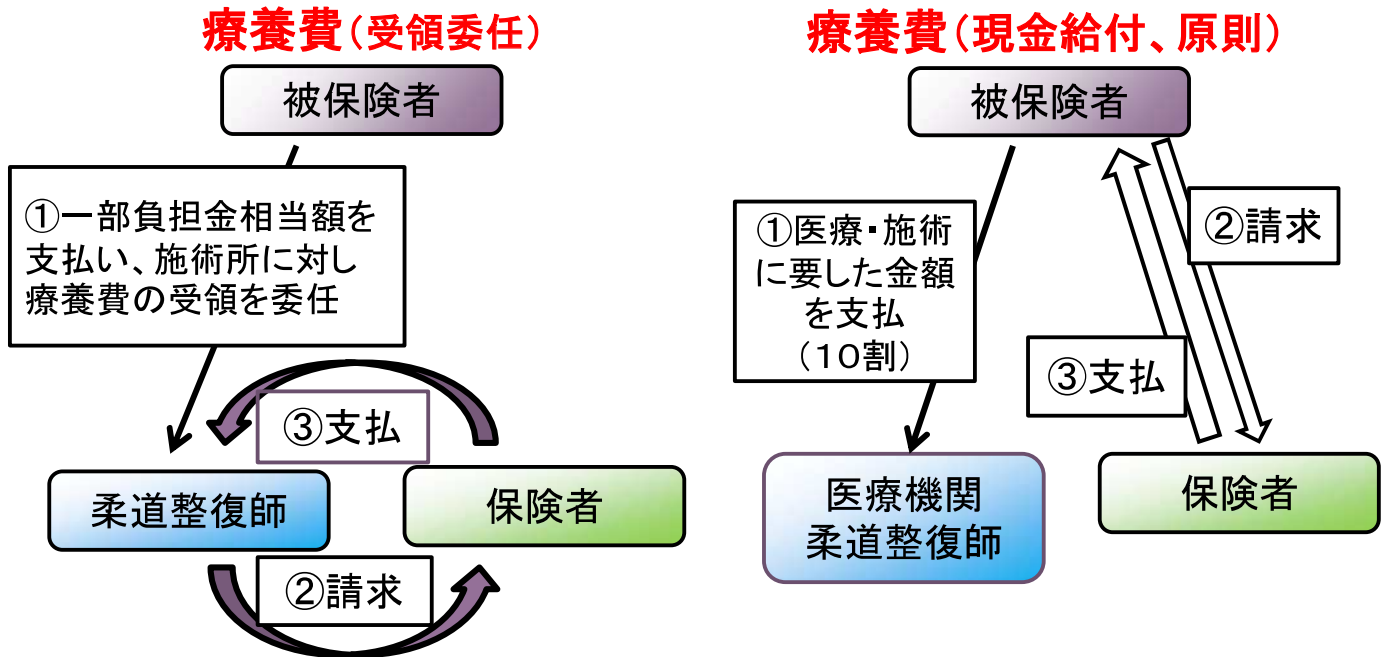 療養費(受領委任)
被保険者
①一部負担金相当額を
支払い、施術所に対し
療養費の受領を委任
③支払
柔道整復師
保険者
②請求
療養費(現金給付、原則)
被保険者
①医療・施術
に要した金額
を支払
(10割)
②請求
③支払
医療機関
柔道整復師
保険者